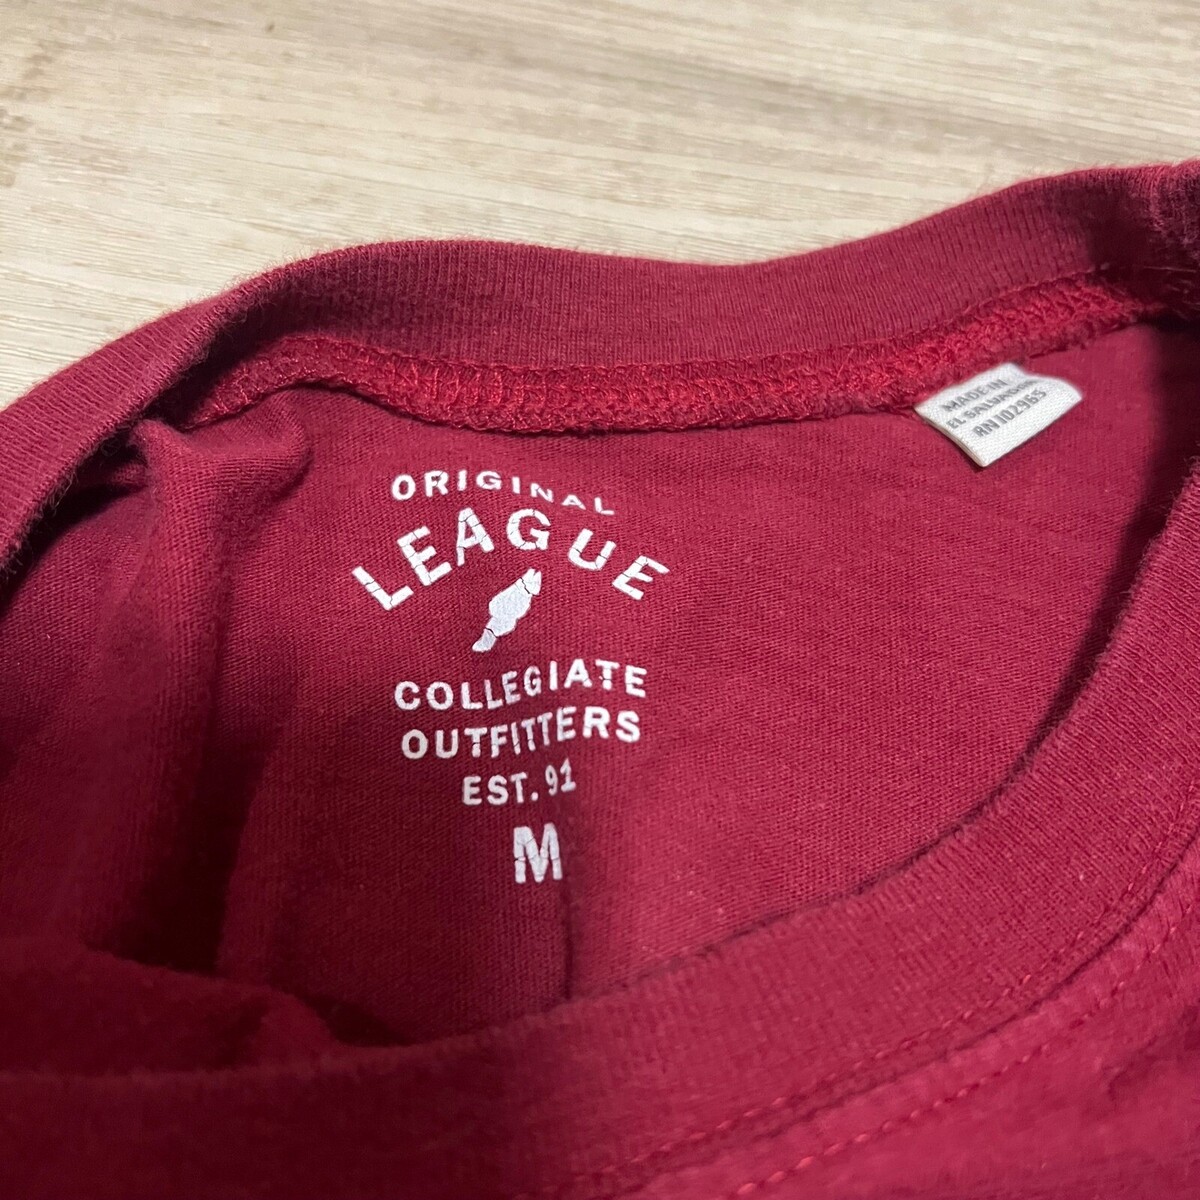 ORIGINAL
LEAGUE
COLLEGIATE
OUTFITTERS
EST. 91
M
MADE IN
EL SALVADOR
RN 102965